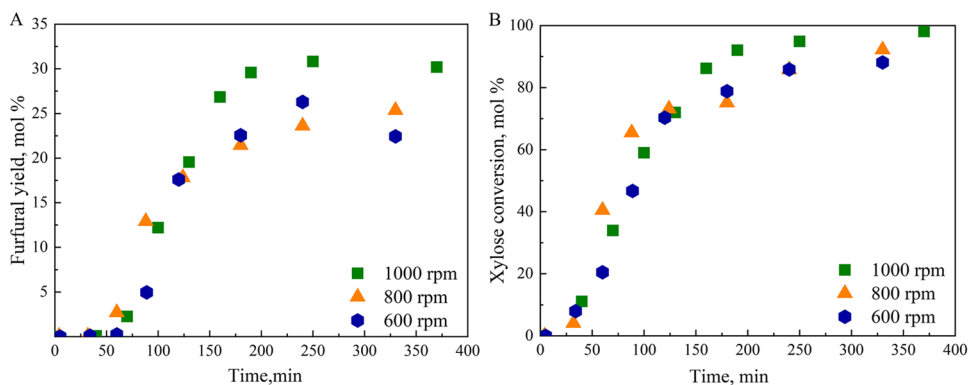 A
Furfural yield, mol %
35
30
25
20
15
10
5
0 50 100 150 200 250 300 350 400
Time,min
1000 rpm
800 rpm
600 rpm
B
Xylose conversion, mol %
100
80
60
40
20
0
0 50 100 150 200 250 300 350 400
Time, min
1000 rpm
800 rpm
600 rpm